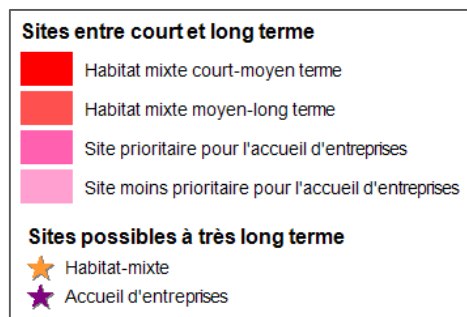 Sites entre court et long terme
Habitat mixte court-moyen terme
Habitat mixte moyen-long terme
Site prioritaire pour l'accueil d'entreprises
Site moins prioritaire pour l'accueil d'entreprises
Sites possibles à très long terme
Habitat-mixte
Accueil d'entreprises